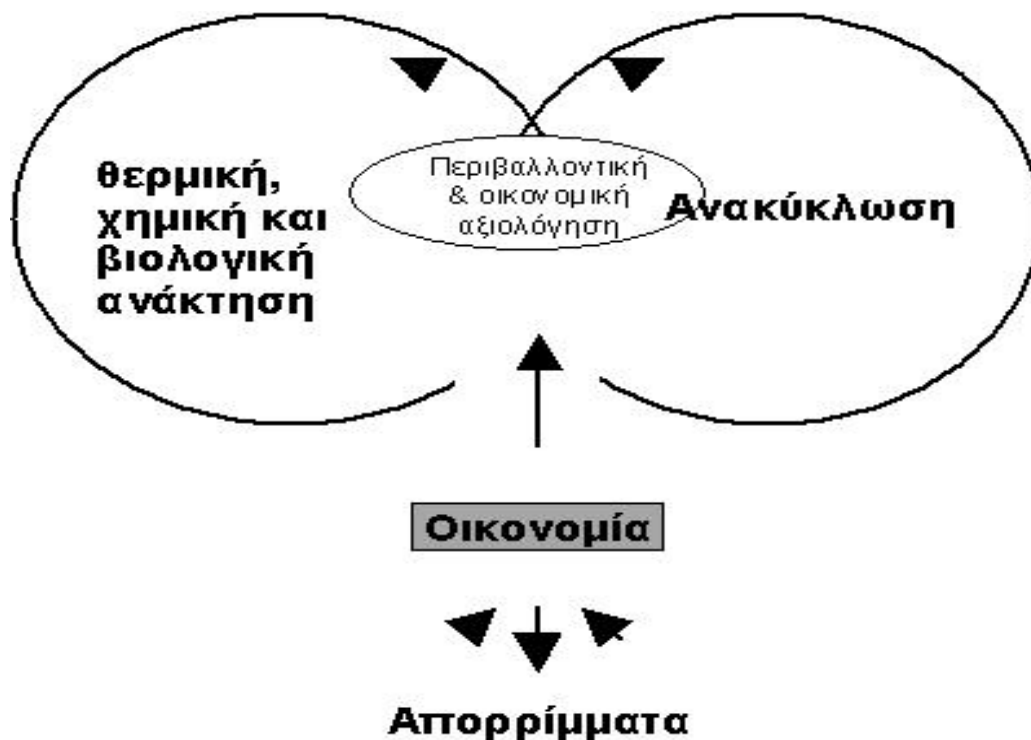 Περιβαλλοντική
& οικονομική
αξιολόγηση
θερμική,
χημική και
βιολογική
ανάκτηση
Ανακύκλωση
Οικονομία
Απορρίμματα